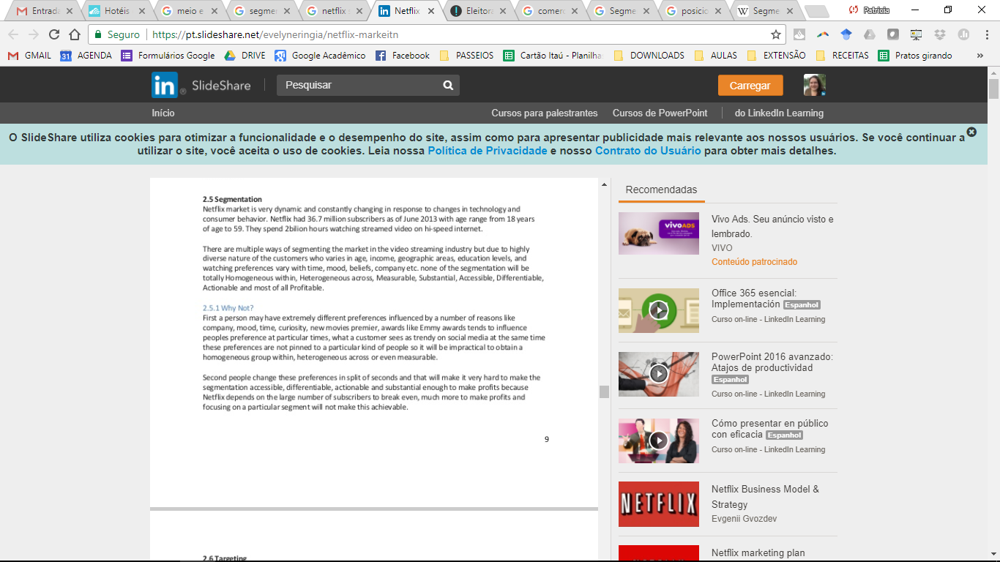 Entrada
Hotéis
meio e
segmen
netflix s
Netflix
Eleitora
comerc
Segme
posicio
Segme
Patricia
Seguro
https://pt.slideshare.net/evelyneringia/netflix-markeitn
GMAIL
31 AGENDA
Formulários Google
DRIVE
Google Acadêmico
Facebook
PASSEIOS
Cartão Itaú - Planilha
DOWNLOADS
AULAS
EXTENSÃO
RECEITAS
Pratos girando
»
in ® SlideShare
Pesquisar
Carregar
Início
Cursos para palestrantes
Cursos de PowerPoint
do LinkedIn Learning
O SlideShare utiliza cookies para otimizar a funcionalidade e o desempenho do site, assim como para apresentar publicidade mais relevante aos nossos usuários. Se você continuar a
utilizar o site, você aceita o uso de cookies. Leia nossa Política de Privacidade e nosso Contrato do Usuário para obter mais detalhes.
2.5 Segmentation
Netflix market is very dynamic and constantly changing in response to changes in technology and
consumer behavior. Netflix had 36.7 million subscribers as of June 2013 with age range from 18 years
of age to 59. They spend 2bilion hours watching streamed video on hi-speed internet.
There are multiple ways of segmenting the market in the video streaming industry but due to highly
diverse nature of the customers who varies in age, income, geographic areas, education levels, and
watching preferences vary with time, mood, beliefs, company etc. none of the segmentation will be
totally Homogeneous within, Heterogeneous across, Measurable, Substantial, Accessible, Differentiable,
Actionable and most of all Profitable.
2.5.1 Why Not?
First a person may have extremely different preferences influenced by a number of reasons like
company, mood, time, curiosity, new movies premier, awards like Emmy awards tends to influence
peoples preference at particular times, what a customer sees as trendy on social media at the same time
these preferences are not pinned to a particular kind of people so it will be impractical to obtain a
homogeneous group within, heterogeneous across or even measurable.
Second people change these preferences in split of seconds and that will make it very hard to make the
segmentation accessible, differentiable, actionable and substantial enough to make profits because
Netflix depends on the large number of subscribers to break even, much more to make profits and
focusing on a particular segment will not make this achievable.
9
2.6 Targeting
Recomendadas
vivoADS
Vivo Ads. Seu anúncio visto e
lembrado.
VIVO
Conteúdo patrocinado
Office 365 esencial:
Implementación Espanhol
Curso on-line - LinkedIn Learning
PowerPoint 2016 avanzado:
Atajos de productividad
Espanhol
Curso on-line - LinkedIn Learning
Cómo presentar en público
con eficacia Espanhol
Curso on-line - LinkedIn Learning
NETFLIX
Netflix Business Model &
Strategy
Evgenii Gvozdev
Netflix marketing plan